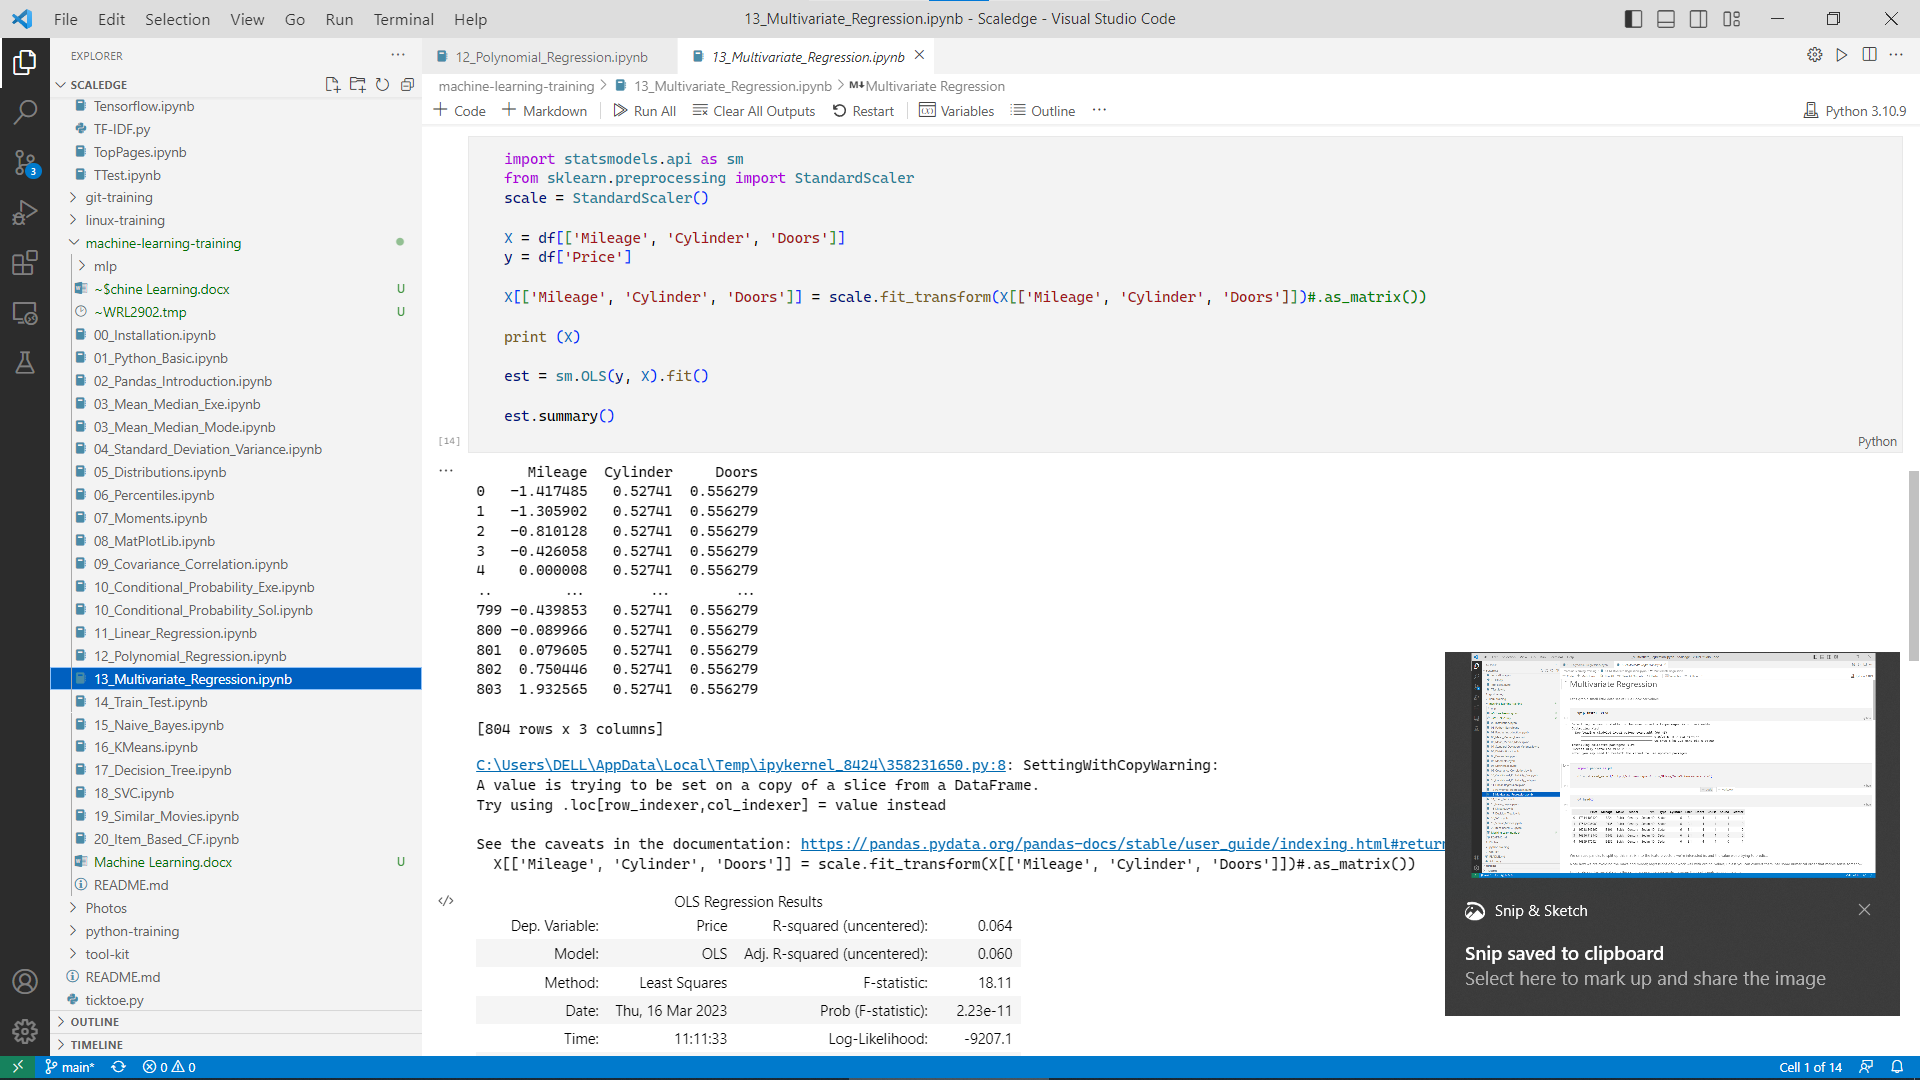 File Edit Selection View Go Run Terminal Help 13_Multivariate_Regression.ipynb - Scaledge - Visual Studio Code
EXPLORER
SCALEDGE
Tensorflow.ipynb
TF-IDF.py
TopPages.ipynb
TTest.ipynb
git-training
linux-training
machine-learning-training
mlp
~$chine Learning.docx U
~WRL2902.tmp U
00_Installation.ipynb
01_Python_Basic.ipynb
02_Pandas_Introduction.ipynb
03_Mean_Median_Exe.ipynb
03_Mean_Median_Mode.ipynb
04_Standard_Deviation_Variance.ipynb
05_Distributions.ipynb
06_Percentiles.ipynb
07_Moments.ipynb
08_MatPlotLib.ipynb
09_Covariance_Correlation.ipynb
10_Conditional_Probability_Exe.ipynb
10_Conditional_Probability_Sol.ipynb
11_Linear_Regression.ipynb
12_Polynomial_Regression.ipynb
13_Multivariate_Regression.ipynb
14_Train_Test.ipynb
15_Naive_Bayes.ipynb
16_KMeans.ipynb
17_Decision_Tree.ipynb
18_SVC.ipynb
19_Similar_Movies.ipynb
20_Item_Based_CF.ipynb
Machine Learning.docx U
README.md
Photos
python-training
tool-kit
README.md
ticktoe.py
OUTLINE
TIMELINE
3
12_Polynomial_Regression.ipynb 13_Multivariate_Regression.ipynb
machine-learning-training > 13_Multivariate_Regression.ipynb > M↓Multivariate Regression
+ Code + Markdown Run All Clear All Outputs Restart Variables Outline ... Python 3.10.9
import statsmodels.api as sm
from sklearn.preprocessing import StandardScaler
scale = StandardScaler()
X = df[['Mileage', 'Cylinder', 'Doors']]
y = df['Price']
X[['Mileage', 'Cylinder', 'Doors']] = scale.fit_transform(X[['Mileage', 'Cylinder', 'Doors']])#.as_matrix())
print (X)
est = sm.OLS(y, X).fit()
est.summary()
[14] Python
Mileage Cylinder Doors
0 -1.417485 0.52741 0.556279
1 -1.305902 0.52741 0.556279
2 -0.810128 0.52741 0.556279
3 -0.426058 0.52741 0.556279
4 0.000008 0.52741 0.556279
.. ... ... ...
799 -0.439853 0.52741 0.556279
800 -0.089966 0.52741 0.556279
801 0.079605 0.52741 0.556279
802 0.750446 0.52741 0.556279
803 1.932565 0.52741 0.556279
[804 rows x 3 columns]
C:\Users\DELL\AppData\Local\Temp\ipykernel_8424\358231650.py:8: SettingWithCopyWarning:
A value is trying to be set on a copy of a slice from a DataFrame.
Try using .loc[row_indexer,col_indexer] = value instead
See the caveats in the documentation: https://pandas.pydata.org/pandas-docs/stable/user_guide/indexing.html#return
X[['Mileage', 'Cylinder', 'Doors']] = scale.fit_transform(X[['Mileage', 'Cylinder', 'Doors']])#.as_matrix())
OLS Regression Results
Dep. Variable: Price R-squared (uncentered): 0.064
Model: OLS Adj. R-squared (uncentered): 0.060
Method: Least Squares F-statistic: 18.11
Date: Thu, 16 Mar 2023 Prob (F-statistic): 2.23e-11
Time: 11:11:33 Log-Likelihood: -9207.1
Multivariate Regression
Snip & Sketch
Snip saved to clipboard
Select here to mark up and share the image
main* 0 0 Cell 1 of 14